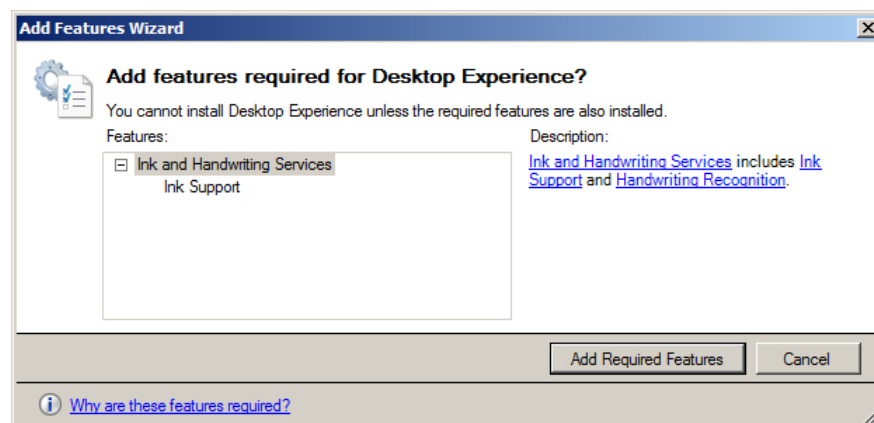 Add Features Wizard
Add features required for Desktop Experience?
You cannot install Desktop Experience unless the required features are also installed.
Features:
Ink and Handwriting Services
Ink Support
Description:
Ink and Handwriting Services includes Ink
Support and Handwriting Recognition.
Add Required Features
Cancel
Why are these features required?